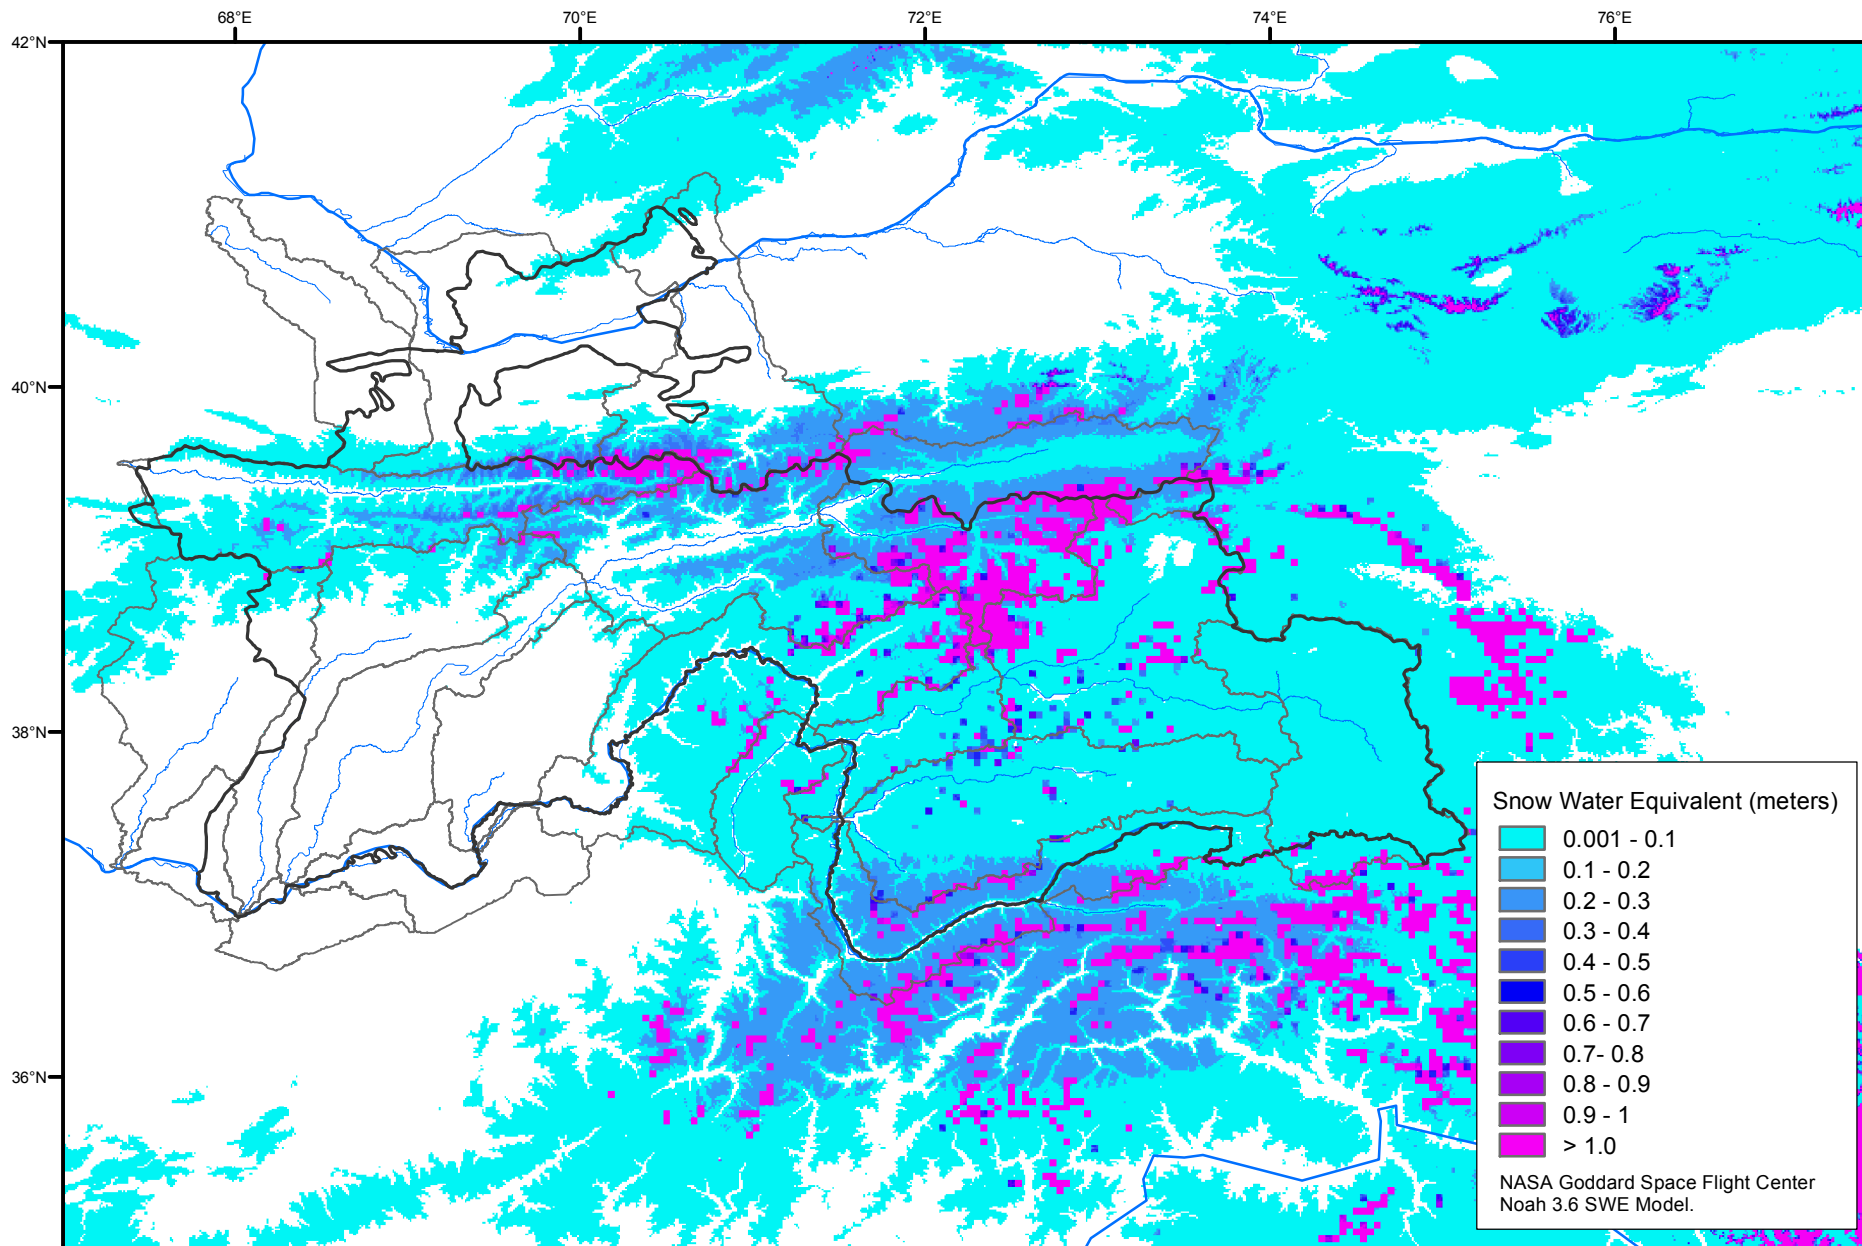 68°E
70°E
72°E
74°E
76°E
42°N
40°N
38°N
36°N
Snow Water Equivalent (meters)
0.001 - 0.1
0.1 - 0.2
0.2 - 0.3
0.3 - 0.4
0.4 - 0.5
0.5 - 0.6
0.6 - 0.7
0.7- 0.8
0.8 - 0.9
0.9 - 1
> 1.0
NASA Goddard Space Flight Center
Noah 3.6 SWE Model.